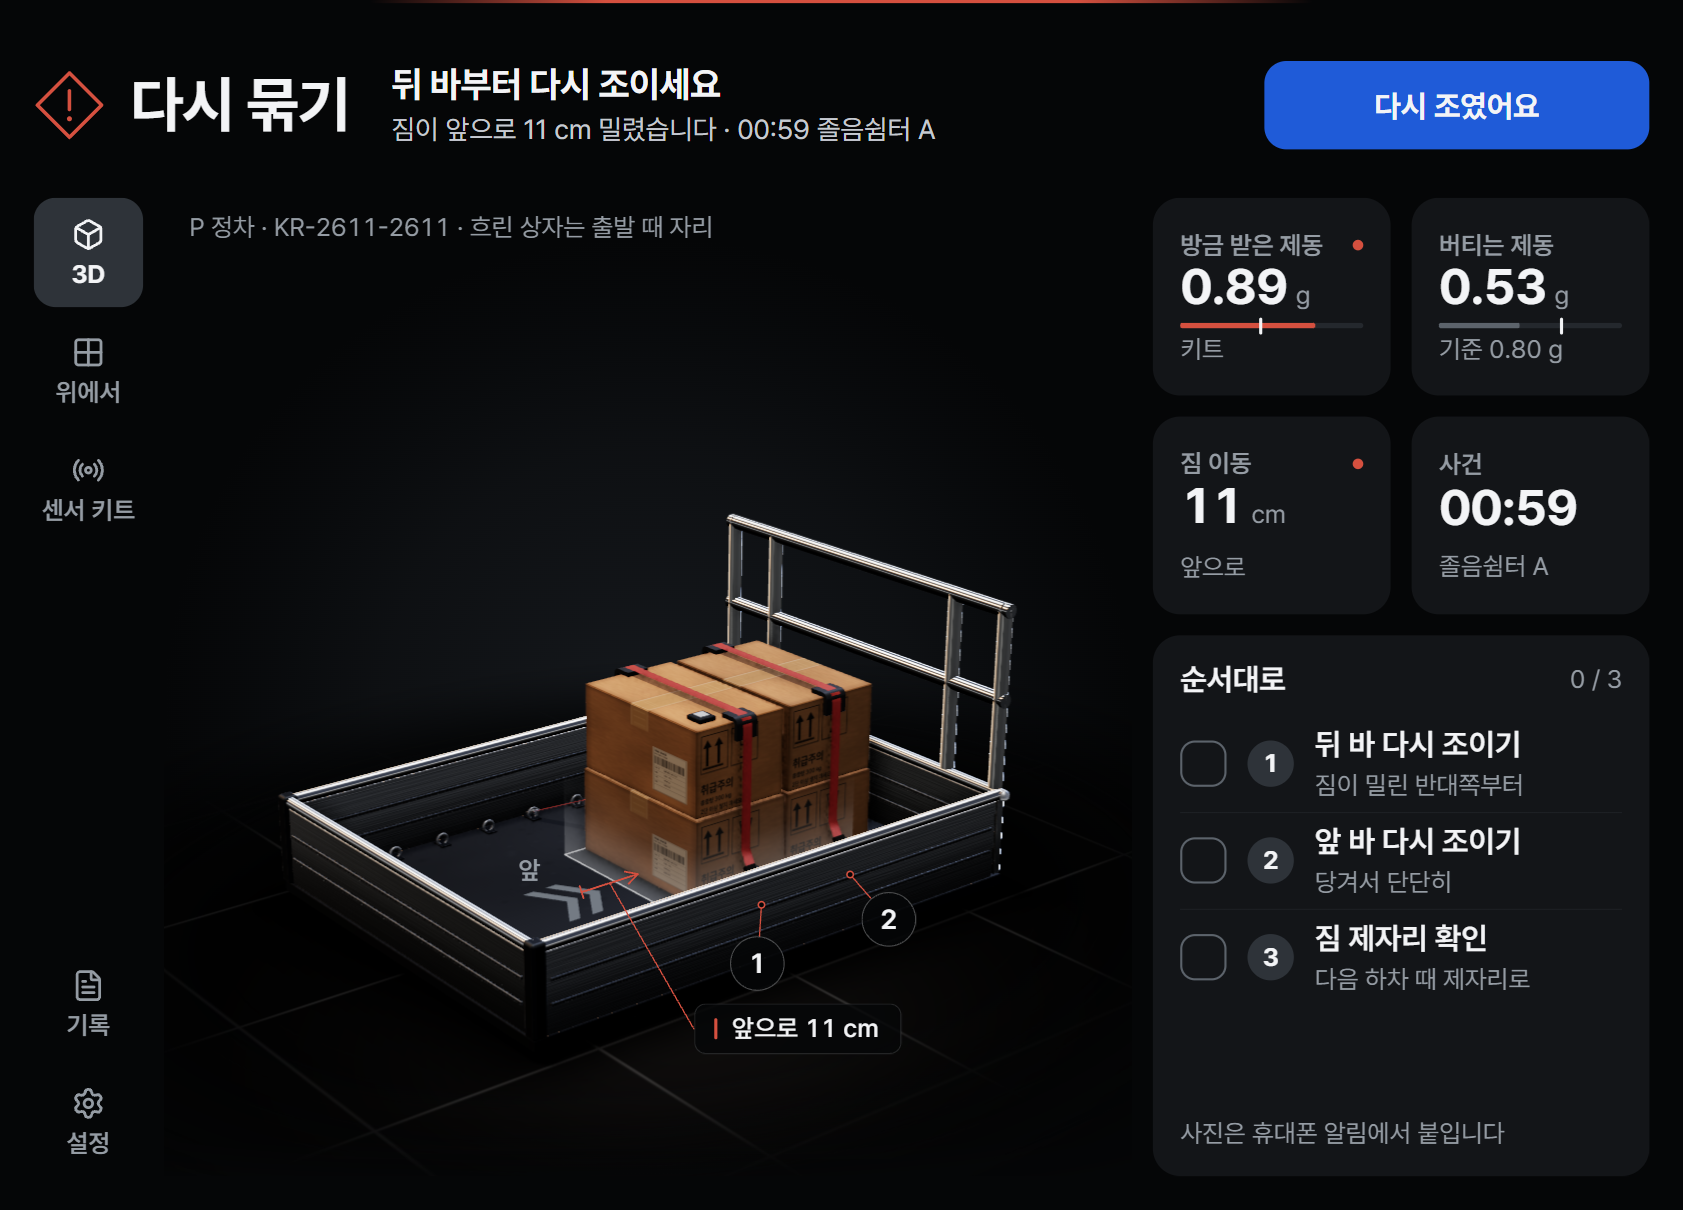 다시 묶기
뒤 바부터 다시 조이세요
짐이 앞으로 11 cm 밀렸습니다 · 00:59 졸음쉼터 A
다시 조였어요
3D
위에서
센서 키트
기록
설정
P 정차 · KR-2611-2611 · 흐린 상자는 출발 때 자리
취급주의
취급주의
앞
1
2
앞으로 11 cm
방금 받은 제동
0.89 g
키트
버티는 제동
0.53 g
기준 0.80 g
짐 이동
11 cm
앞으로
사건
00:59
졸음쉼터 A
순서대로
0 / 3
1
뒤 바 다시 조이기
짐이 밀린 반대쪽부터
2
앞 바 다시 조이기
당겨서 단단히
3
짐 제자리 확인
다음 하차 때 제자리로
사진은 휴대폰 알림에서 붙입니다